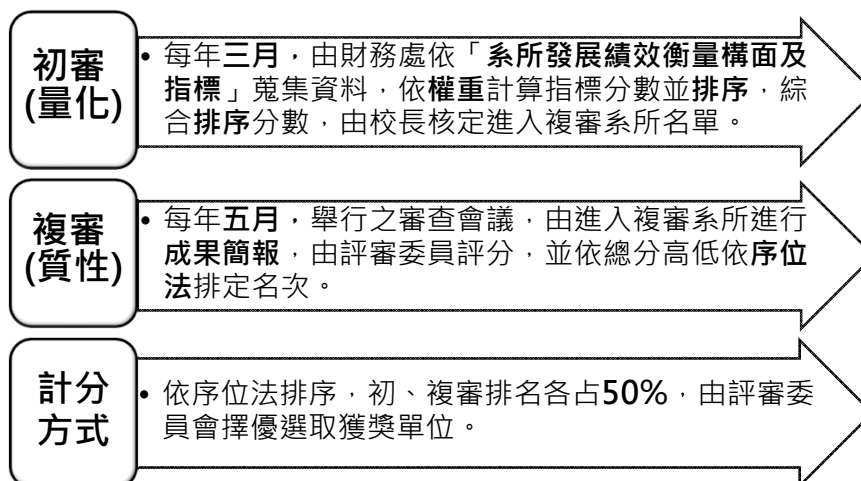 初審
(量化)
• 每年三月，由財務處依「系所發展績效衡量構面及
指標」蒐集資料，依權重計算指標分數並排序，綜
合排序分數，由校長核定進入複審系所名單。
複審
(質性)
• 每年五月，舉行之審查會議，由進入複審系所進行
成果簡報，由評審委員評分，並依總分高低依序位
法排定名次。
計分
方式
• 依序位法排序，初、複審排名各占50%，由評審委
員會擇優選取獲獎單位。